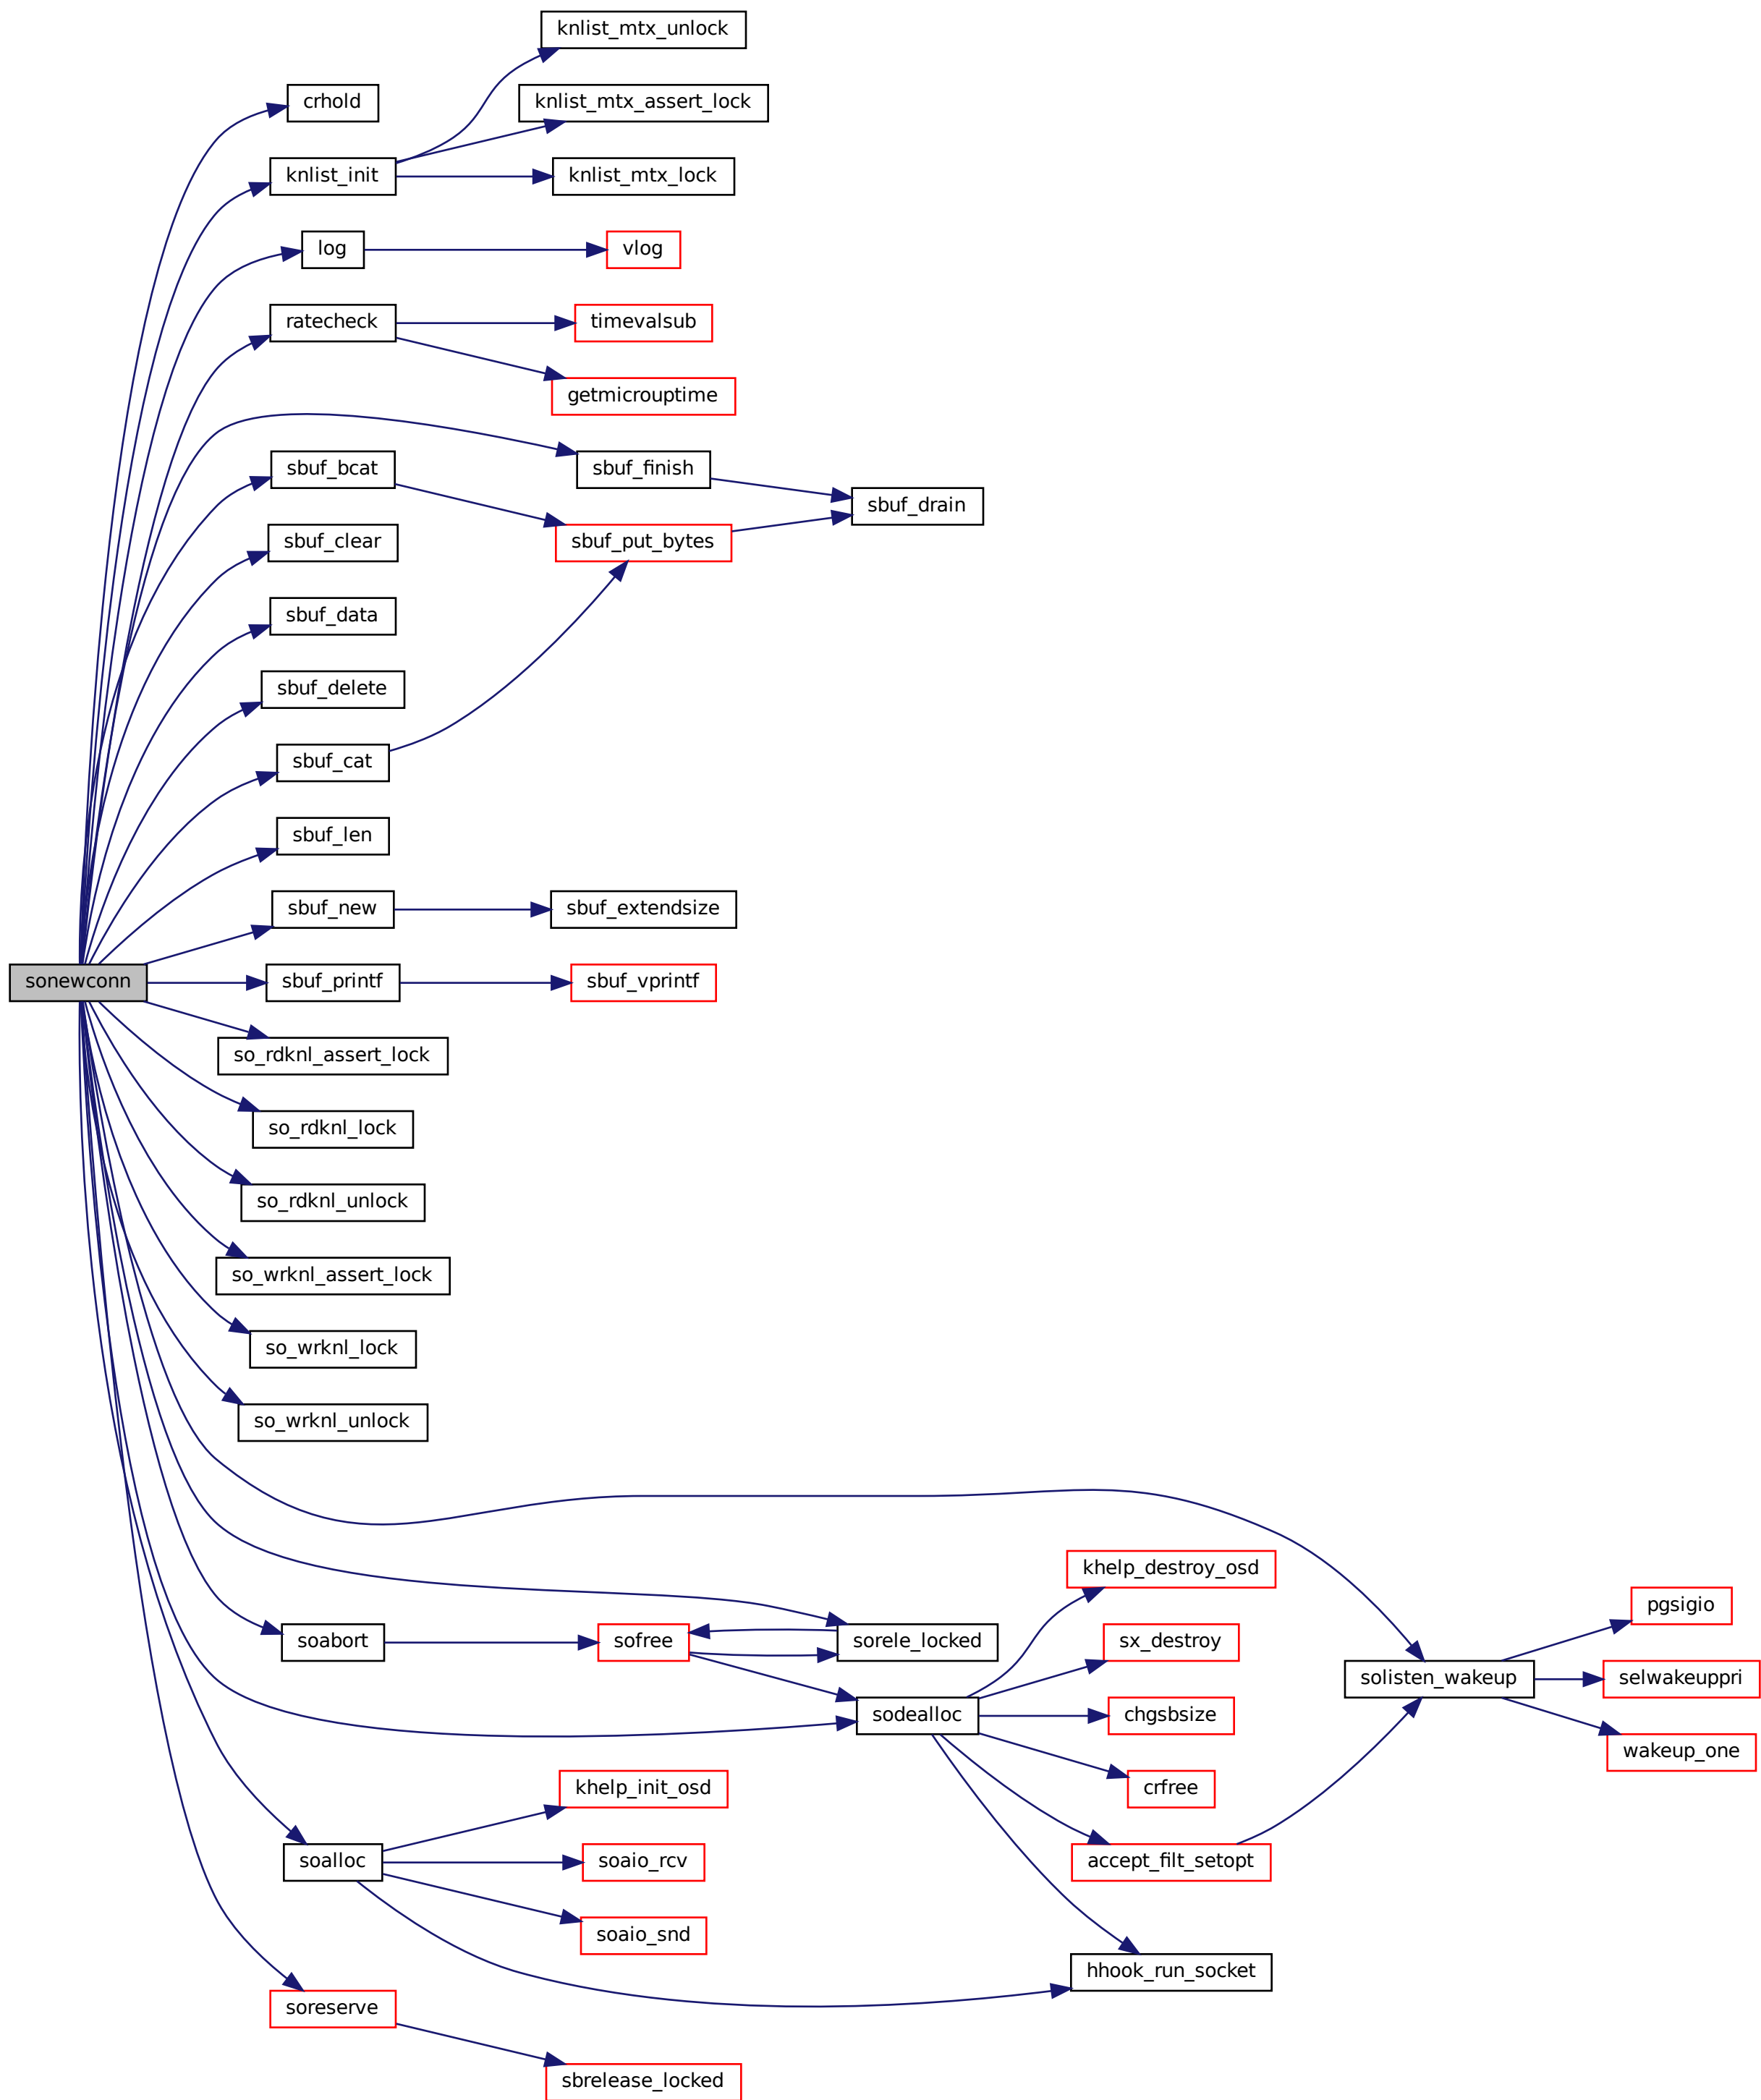 knlist_mtx_unlock
crhold
knlist_mtx_assert_lock
knlist_init
knlist_mtx_lock
log
vlog
ratecheck
timevalsub
getmicrouptime
sbuf_bcat
sbuf_finish
sbuf_drain
sbuf_clear
sbuf_put_bytes
sbuf_data
sbuf_delete
sbuf_cat
sbuf_len
sbuf_new
sbuf_extendsize
sonewconn
sbuf_printf
sbuf_vprintf
so_rdknl_assert_lock
so_rdknl_lock
so_rdknl_unlock
so_wrknl_assert_lock
so_wrknl_lock
so_wrknl_unlock
khelp_destroy_osd
pgsigio
soabort
sofree
sorele_locked
sx_destroy
solisten_wakeup
selwakeuppri
sodealloc
chgsbsize
wakeup_one
khelp_init_osd
crfree
soalloc
soaio_rcv
accept_filt_setopt
soaio_snd
hhook_run_socket
soreserve
sbrelease_locked